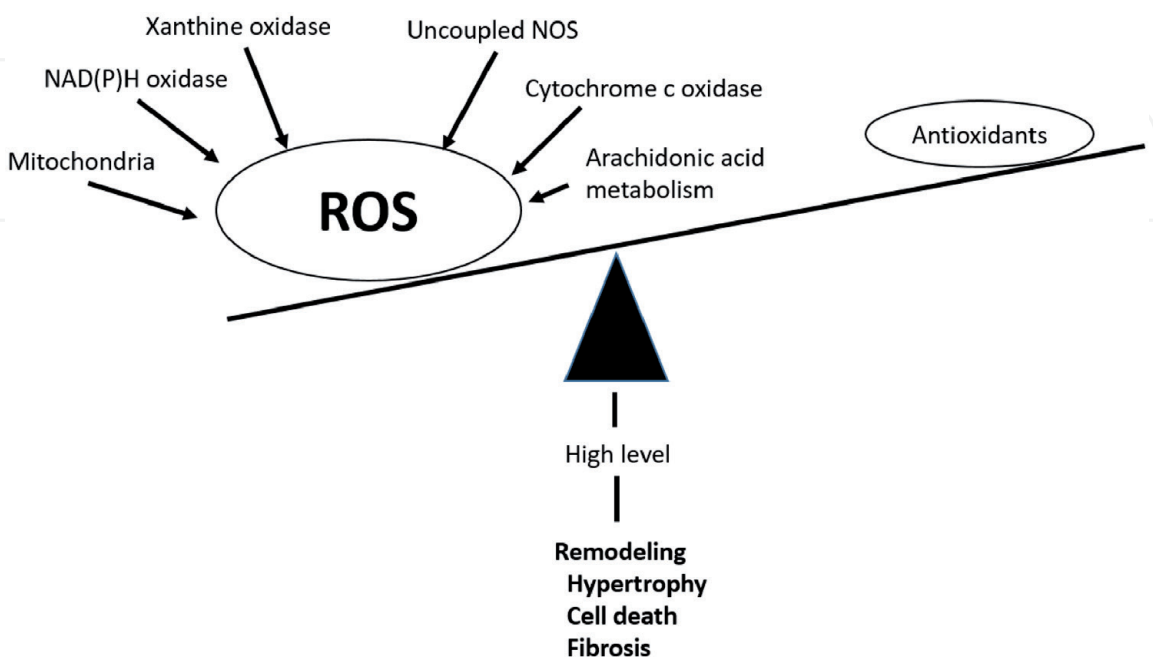 Xanthine oxidase
Uncoupled NOS
NAD(P)H oxidase
Cytochrome c oxidase
Mitochondria
Arachidonic acid
metabolism
ROS
Antioxidants
High level
Remodeling
Hypertrophy
Cell death
Fibrosis